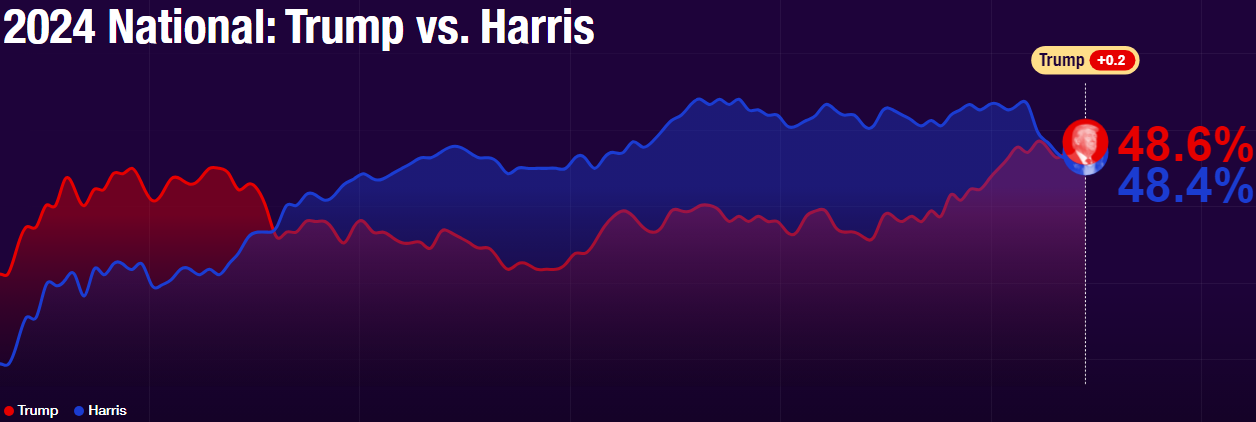 2024 National: Trump vs. Harris
Trump +0.2
48.6%
48.4%
Trump Harris